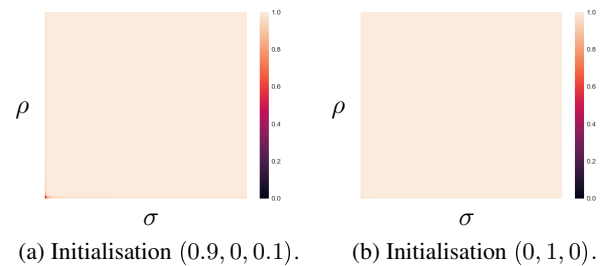 1.0
0.8
0.6
0.4
0.2
0.0
ρ
σ
(a) Initialisation (0.9, 0, 0.1).
1.0
0.8
0.6
0.4
0.2
0.0
ρ
σ
(b) Initialisation (0, 1, 0).